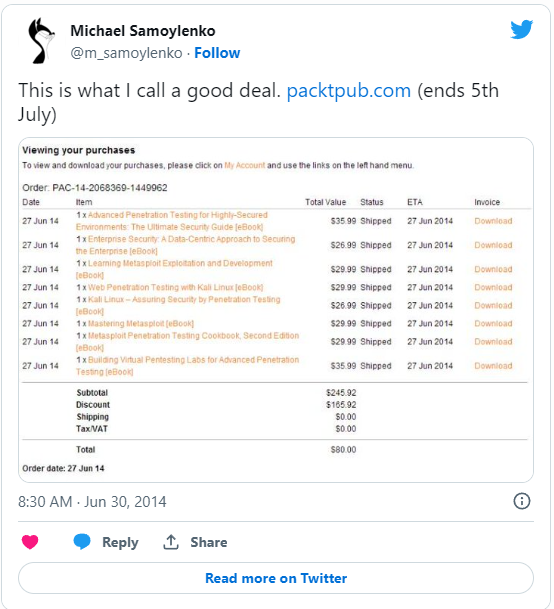 Michael Samoylenko
@m_samoylenko · Follow
This is what I call a good deal. packtpub.com (ends 5th
July)
Viewing your purchases
To view and download your purchases, please click on My Account and use the links on the left hand menu.
Order: PAC-14-2068369-1449962
Date Item Total Value Status ETA Invoice
27 Jun 14 1 x Advanced Penetration Testing for Highly-Secured $35.99 Shipped 27 Jun 2014 Download
Environments: The Ultimate Security Guide [eBook]
27 Jun 14 1 x Enterprise Security: A Data-Centric Approach to Securing $26.99 Shipped 27 Jun 2014 Download
the Enterprise [eBook]
27 Jun 14 1 x Learning Metasploit Exploitation and Development $29.99 Shipped 27 Jun 2014 Download
[eBook]
27 Jun 14 1 x Web Penetration Testing with Kali Linux [eBook] $29.99 Shipped 27 Jun 2014 Download
27 Jun 14 1 x Kali Linux – Assuring Security by Penetration Testing $26.99 Shipped 27 Jun 2014 Download
[eBook]
27 Jun 14 1 x Mastering Metasploit [eBook] $29.99 Shipped 27 Jun 2014 Download
27 Jun 14 1 x Metasploit Penetration Testing Cookbook, Second Edition $29.99 Shipped 27 Jun 2014 Download
[eBook]
27 Jun 14 1 x Building Virtual Pentesting Labs for Advanced Penetration $35.99 Shipped 27 Jun 2014 Download
Testing [eBook]
Subtotal $245.92
Discount $165.92
Shipping $0.00
Tax/VAT $0.00
Total $80.00
Order date: 27 Jun 14
8:30 AM · Jun 30, 2014
Reply Share
Read more on Twitter